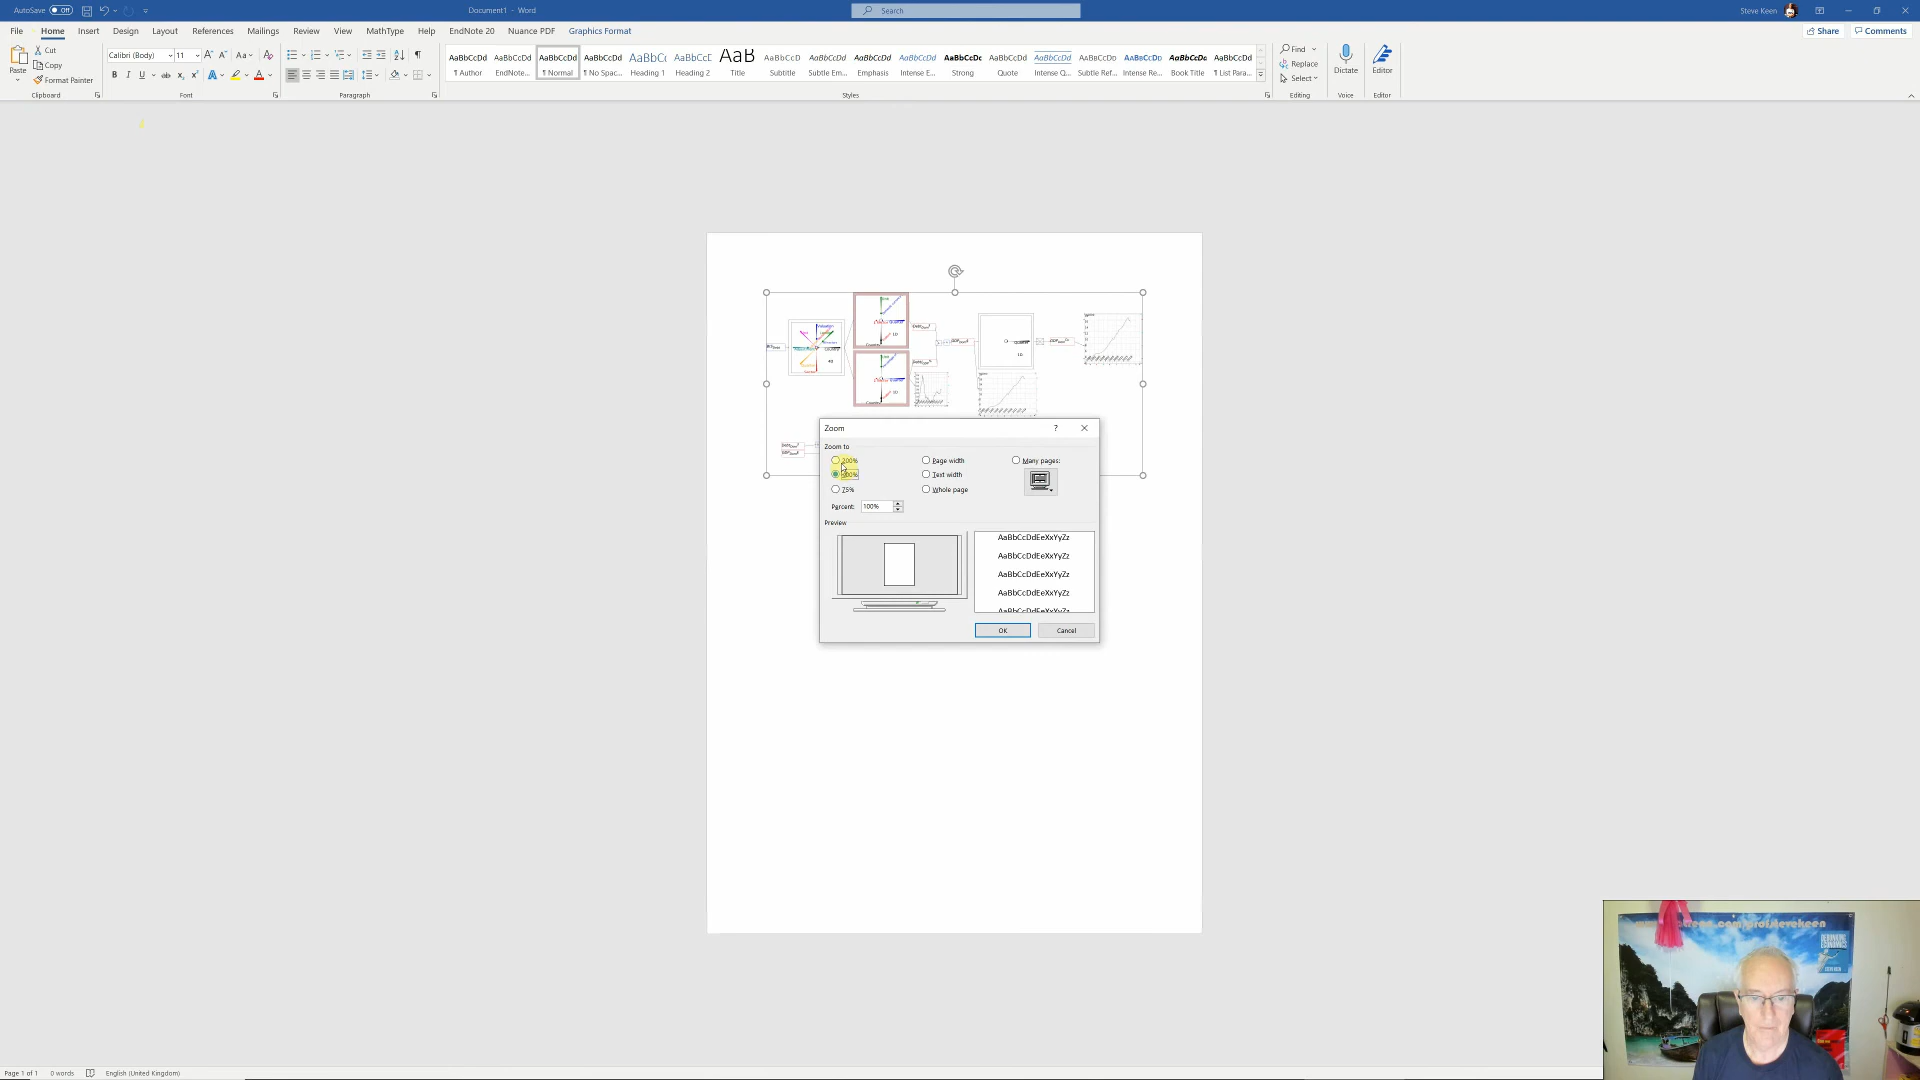 AutoSave Off
Document1 - Word
Search
Steve Keen
File Home Insert Design Layout References Mailings Review View MathType Help EndNote 20 Nuance PDF Graphics Format
Share Comments
Paste
Cut
Copy
Format Painter
Clipboard
Calibri (Body) 11
Font
Paragraph
AaBbCcDd AaBbCcDd AaBbCcDd AaBbCcDd AaBbCc AaBbCcE AaB AaBbCcD AaBbCcDd AaBbCcDd AaBbCcDd AaBbCcDc AaBbCcDd AaBbCcDd AaBbCcDd AaBbCcDd AaBbCcDd AaBbCcDd
¶ Author EndNote... ¶ Normal ¶ No Spac... Heading 1 Heading 2 Title Subtitle Subtle Em... Emphasis Intense E... Strong Quote Intense Q... Subtle Ref... Intense Re... Book Title ¶ List Para...
Styles
Find
Replace
Select
Editing
Dictate
Voice
Editor
Editor
Zoom
Zoom to
200%
100%
75%
Page width
Text width
Whole page
Many pages:
Percent: 100%
Preview
AaBbCcDdEeXxYyZz
AaBbCcDdEeXxYyZz
AaBbCcDdEeXxYyZz
AaBbCcDdEeXxYyZz
AaBbCcDdEeXxYyZz
OK Cancel
Page 1 of 1 0 words English (United Kingdom)